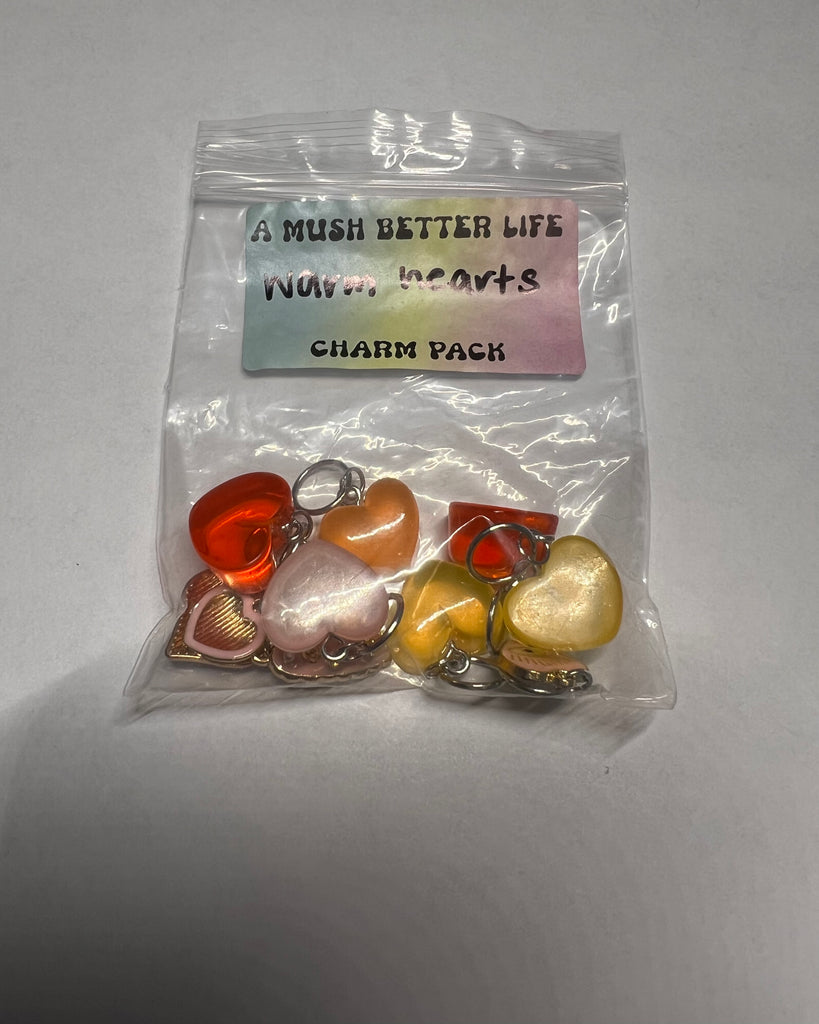 A MUSH BETTER LIFE
warm hearts
CHARM PACK